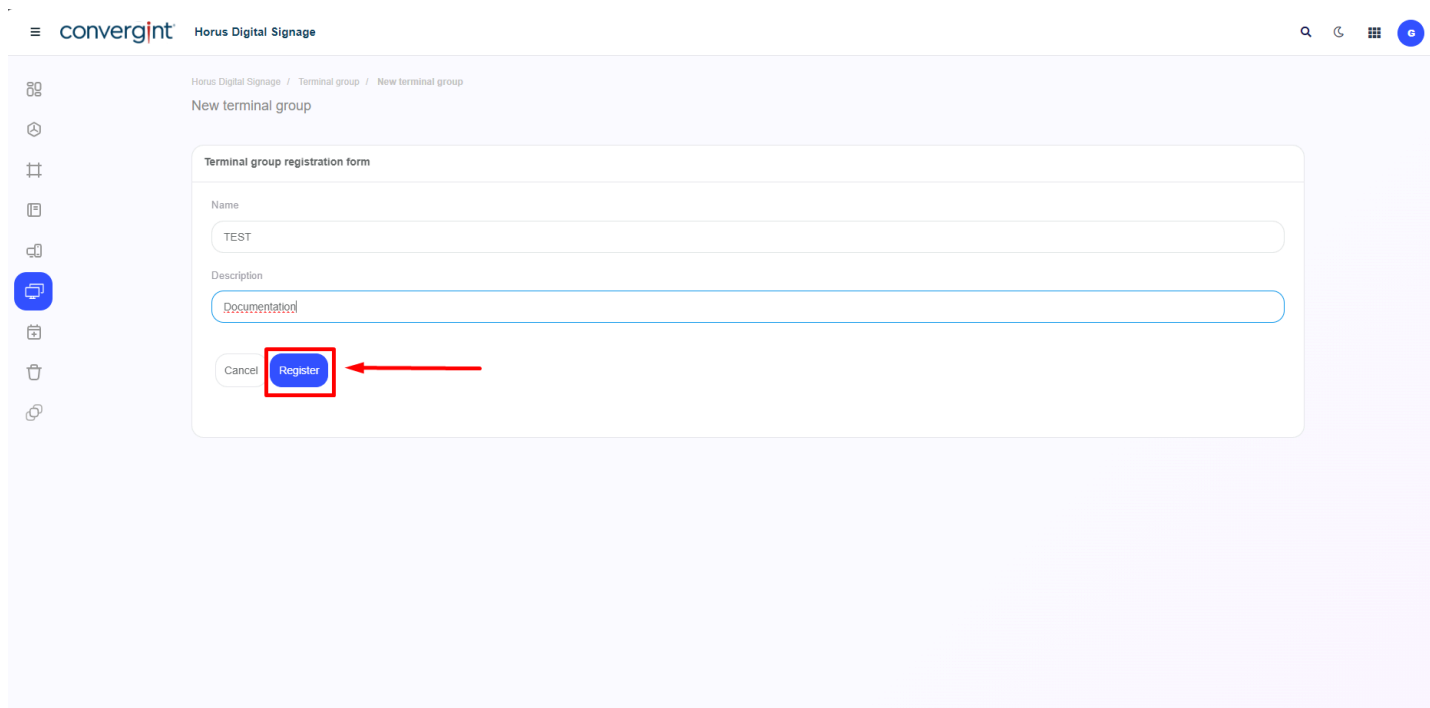 convergint Horus Digital Signage
G
Horus Digital Signage / Terminal group / New terminal group
New terminal group
Terminal group registration form
Name
TEST
Description
Documentation
Cancel Register